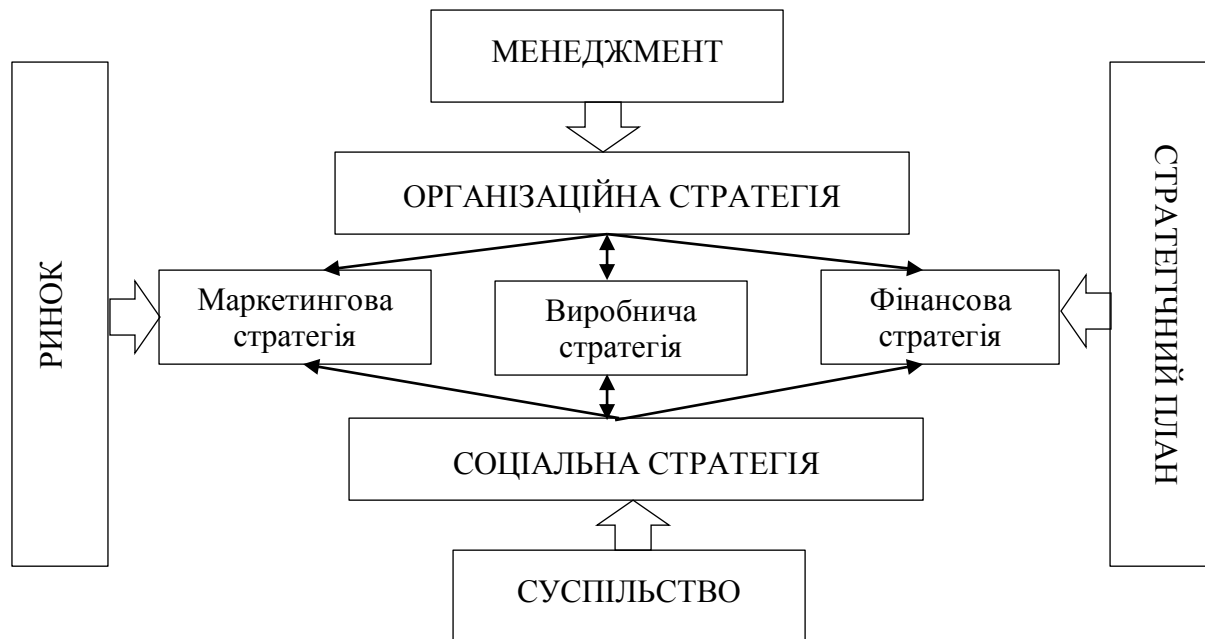 МЕНЕДЖМЕНТ
ОРГАНІЗАЦІЙНА СТРАТЕГІЯ
РИНОК
Маркетингова
стратегія
Виробнича
стратегія
Фінансова
стратегія
СТРАТЕГІЧНИЙ ПЛАН
СОЦІАЛЬНА СТРАТЕГІЯ
СУСПІЛЬСТВО